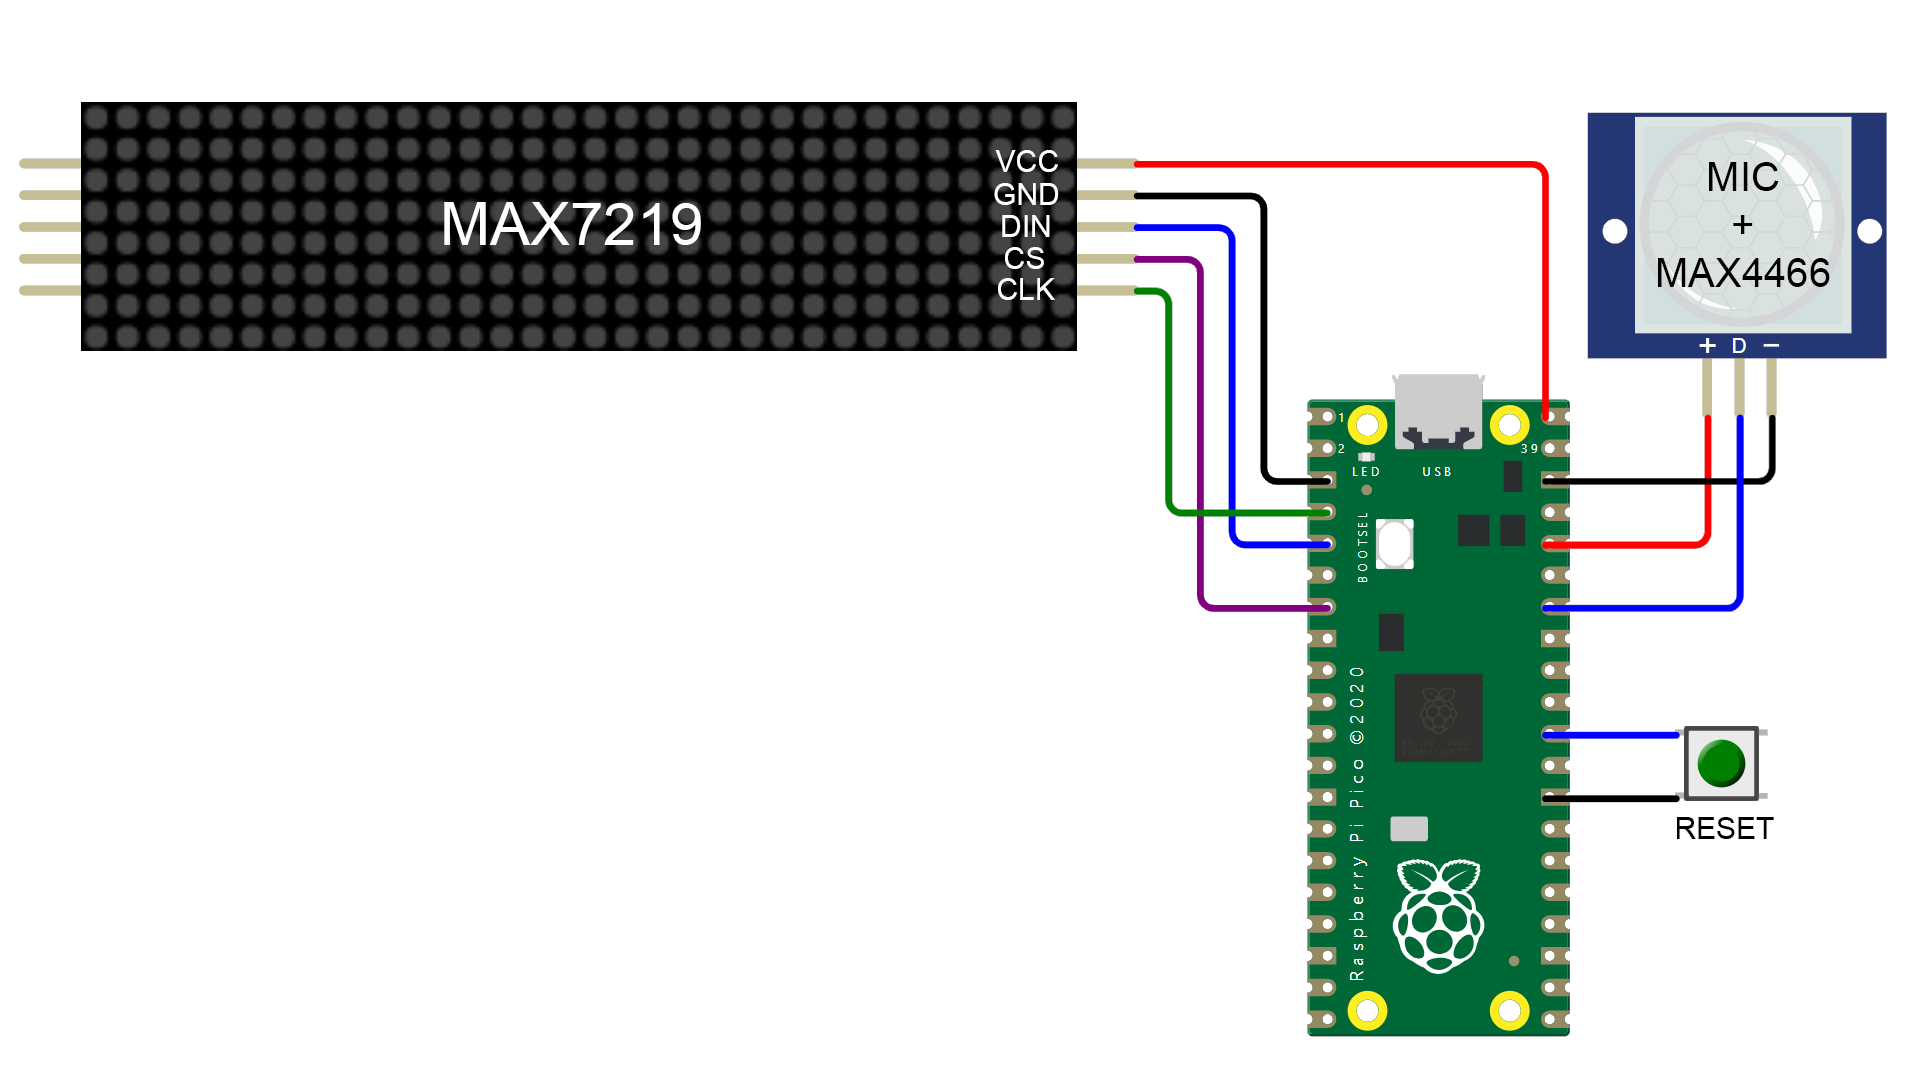 MAX7219
VCC
GND
DIN
CS
CLK
MIC
+
MAX4466
+ D −
1
2
39
LED
USB
BOOTSEL
Raspberry Pi Pico ©2020
RESET